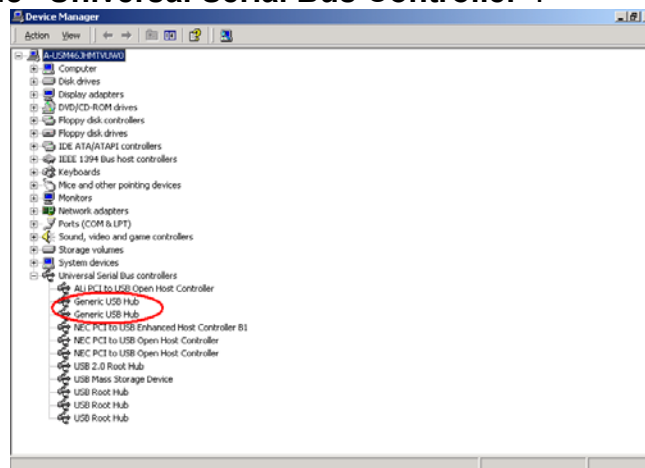 Universal Serial Bus Controller
Device Manager
Action View
A-USM46JHMTVUW0
Computer
Disk drives
Display adapters
DVD/CD-ROM drives
Floppy disk controllers
Floppy disk drives
IDE ATA/ATAPI controllers
IEEE 1394 Bus host controllers
Keyboards
Mice and other pointing devices
Monitors
Network adapters
Ports (COM & LPT)
Sound, video and game controllers
Storage volumes
System devices
Universal Serial Bus controllers
ALi PCI to USB Open Host Controller
Generic USB Hub
Generic USB Hub
NEC PCI to USB Enhanced Host Controller B1
NEC PCI to USB Open Host Controller
NEC PCI to USB Open Host Controller
USB 2.0 Root Hub
USB Mass Storage Device
USB Root Hub
USB Root Hub
USB Root Hub